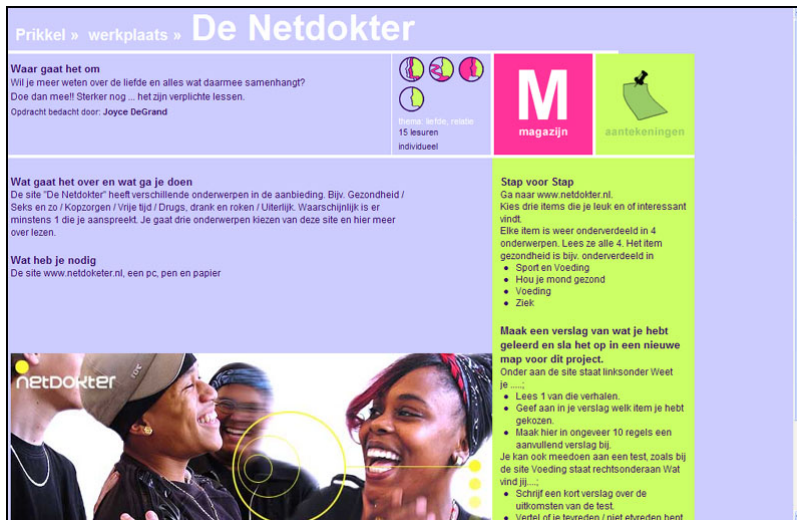 Prikkel » werkplaats » De Netdokter
Waar gaat het om
Wil je meer weten over de liefde en alles wat daarmee samenhangt?
Doe dan mee!! Sterker nog ... het zijn verplichte lessen.
Opdracht bedacht door: Joyce DeGrand
thema: liefde, relatie
15 lesuren
individueel
M
magazijn
aantekeningen
Wat gaat het over en wat ga je doen
De site "De Netdokter" heeft verschillende onderwerpen in de aanbieding. Bijv. Gezondheid /
Seks en zo / Kopzorgen / Vrije tijd / Drugs, drank en roken / Uiterlijk. Waarschijnlijk is er
minstens 1 die je aanspreekt. Je gaat drie onderwerpen kiezen van deze site en hier meer
over lezen.
Wat heb je nodig
De site www.netdoketer.nl, een pc, pen en papier
netdokter
Stap voor Stap
Ga naar www.netdokter.nl.
Kies drie items die je leuk en of interessant
vindt.
Elke item is weer onderverdeeld in 4
onderwerpen. Lees ze alle 4. Het item
gezondheid is bijv. onderverdeeld in
Sport en Voeding
Hou je mond gezond
Voeding
Ziek
Maak een verslag van wat je hebt
geleerd en sla het op in een nieuwe
map voor dit project.
Onder aan de site staat linksonder Weet
je .....;
Lees 1 van die verhalen.
Geef aan in je verslag welk item je hebt
gekozen.
Maak hier in ongeveer 10 regels een
aanvullend verslag bij.
Je kan ook meedoen aan een test, zoals bij
de site Voeding staat rechtsonderaan Wat
vind jij....;
Schrijf een kort verslag over de
uitkomsten van de test.
Vertel of je tevreden / niet etvreden bent